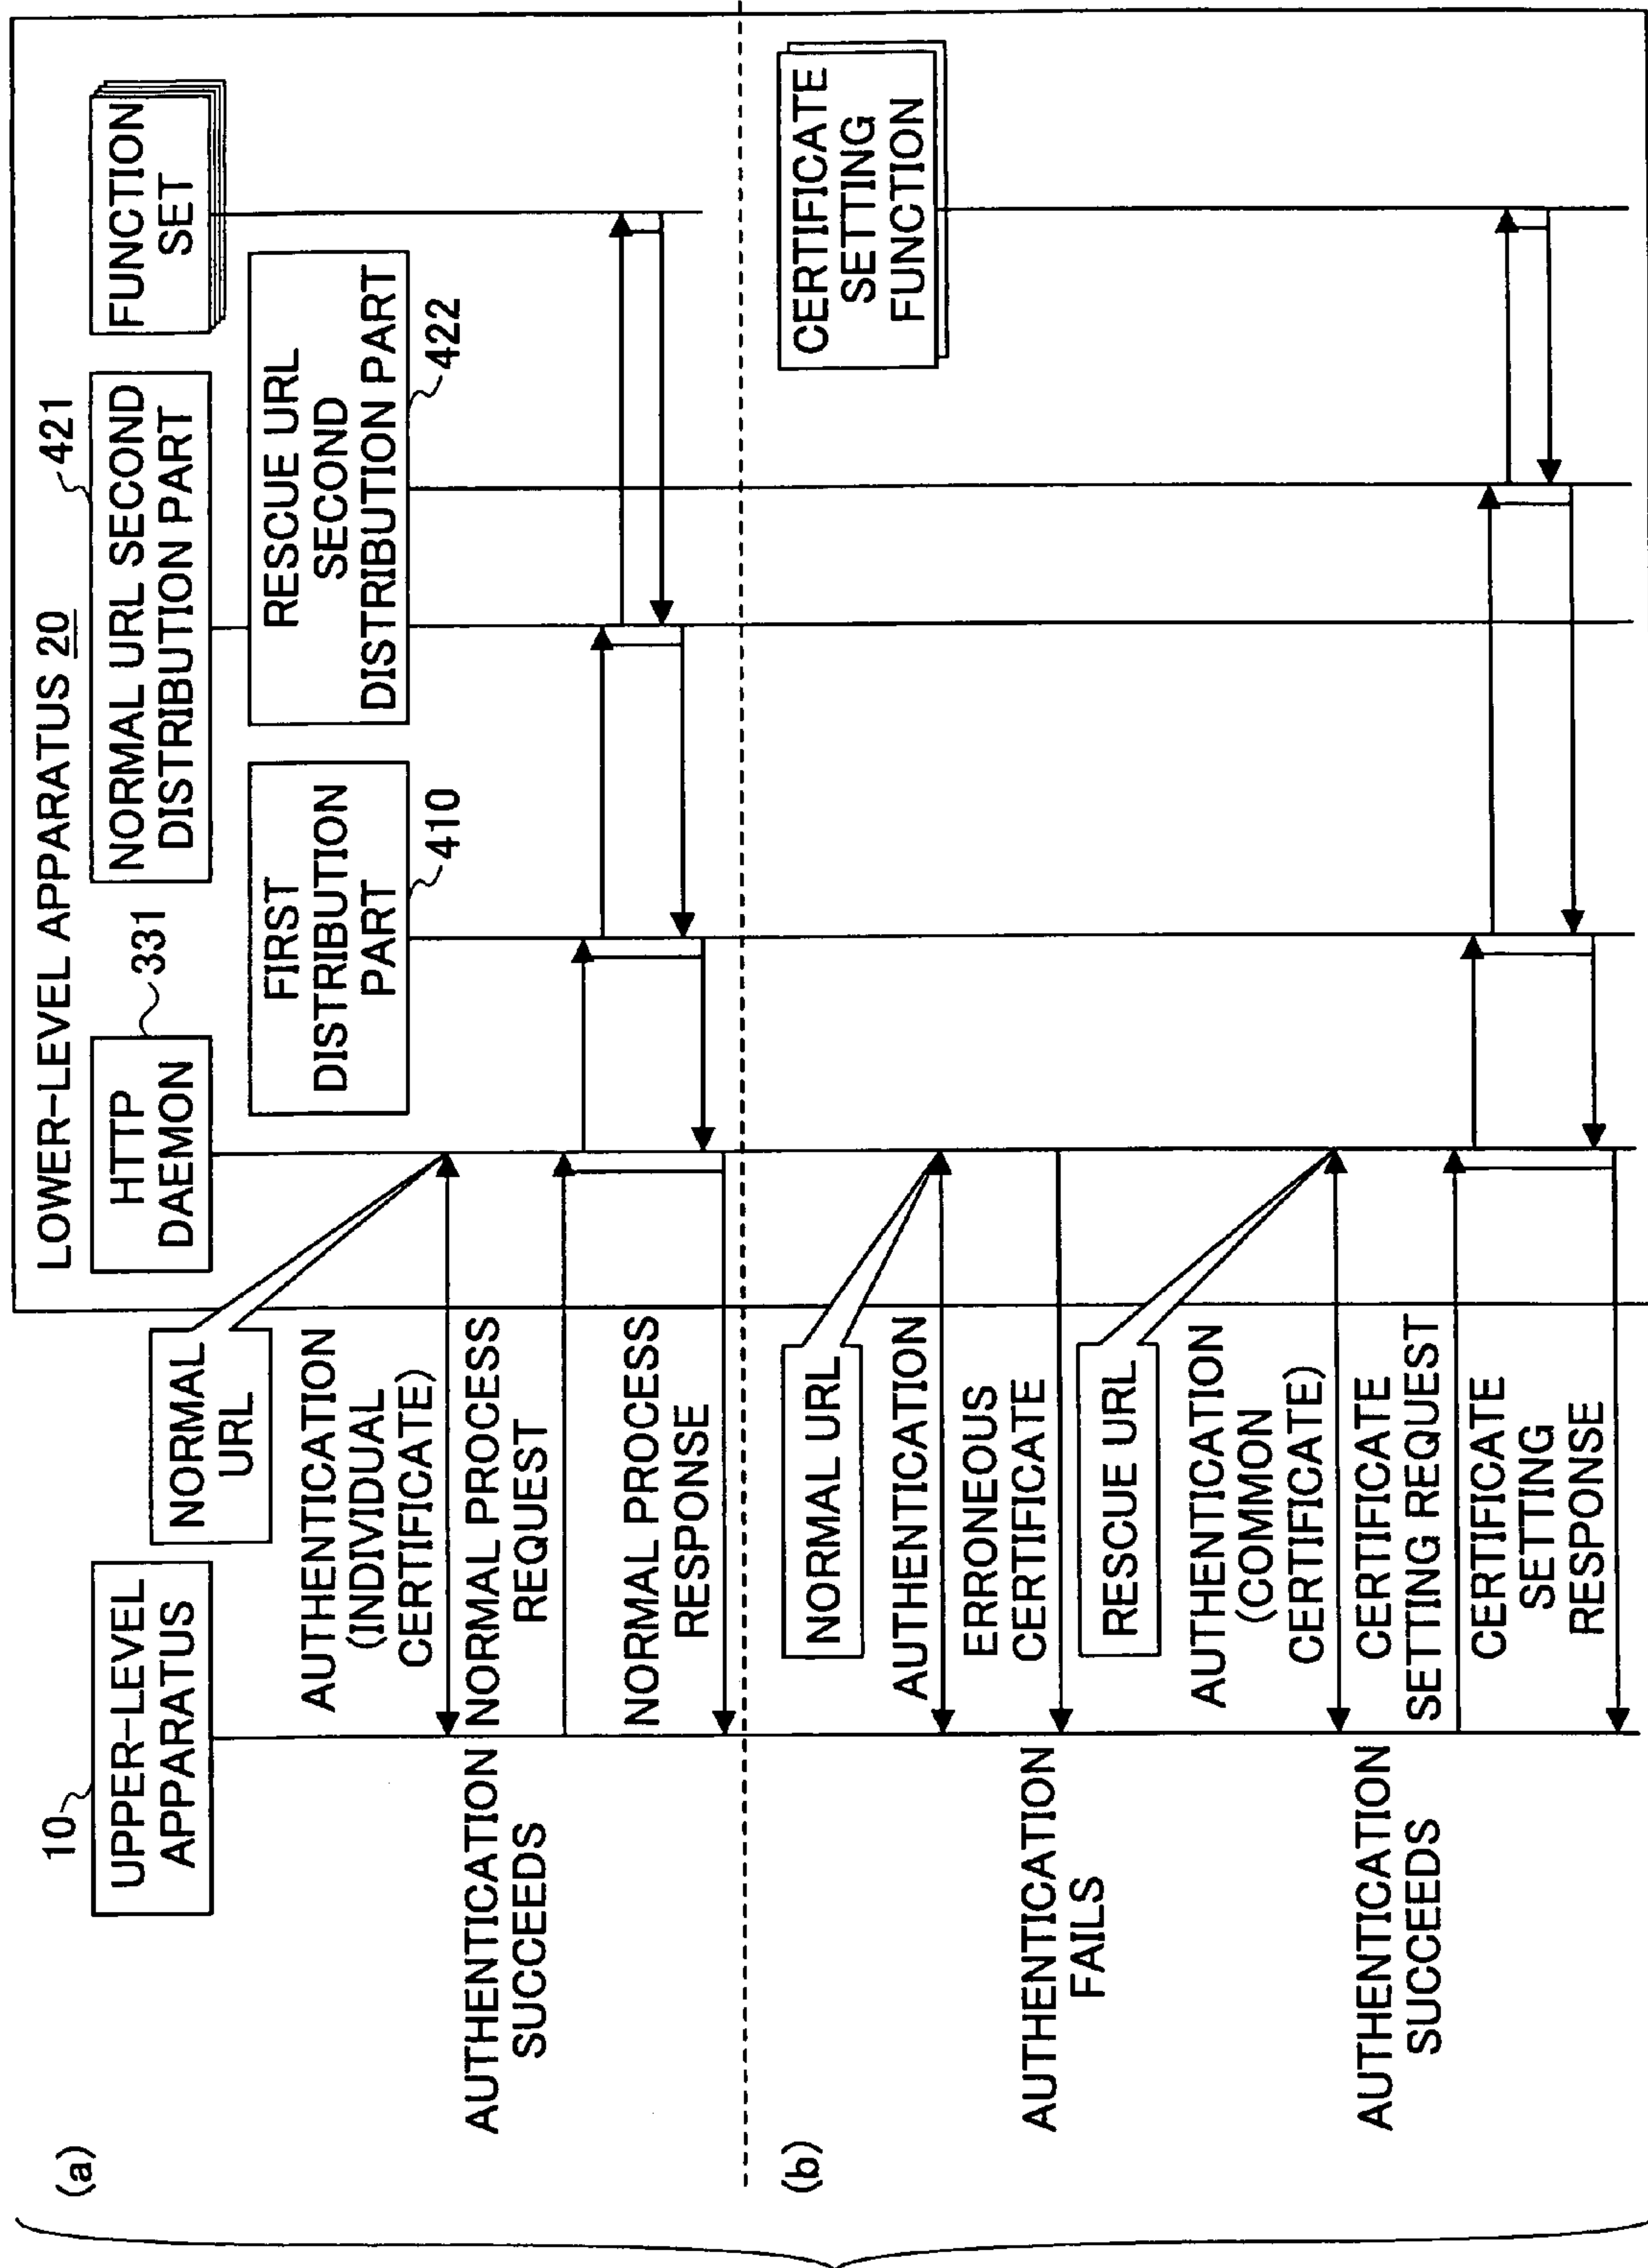 (a)
10
UPPER-LEVEL
APPARATUS
LOWER-LEVEL APPARATUS 20
HTTP
DAEMON
331
NORMAL URL SECOND
DISTRIBUTION PART
421
FUNCTION
SET
FIRST
DISTRIBUTION
PART
410
RESCUE URL
SECOND
DISTRIBUTION PART
422
NORMAL
URL
AUTHENTICATION
(INDIVIDUAL
CERTIFICATE)
AUTHENTICATION
SUCCEEDS
NORMAL PROCESS
REQUEST
NORMAL PROCESS
RESPONSE
(b)
CERTIFICATE
SETTING
FUNCTION
NORMAL URL
AUTHENTICATION
ERRONEOUS
CERTIFICATE
AUTHENTICATION
FAILS
RESCUE URL
AUTHENTICATION
(COMMON
CERTIFICATE)
AUTHENTICATION
SUCCEEDS
CERTIFICATE
SETTING REQUEST
CERTIFICATE
SETTING
RESPONSE